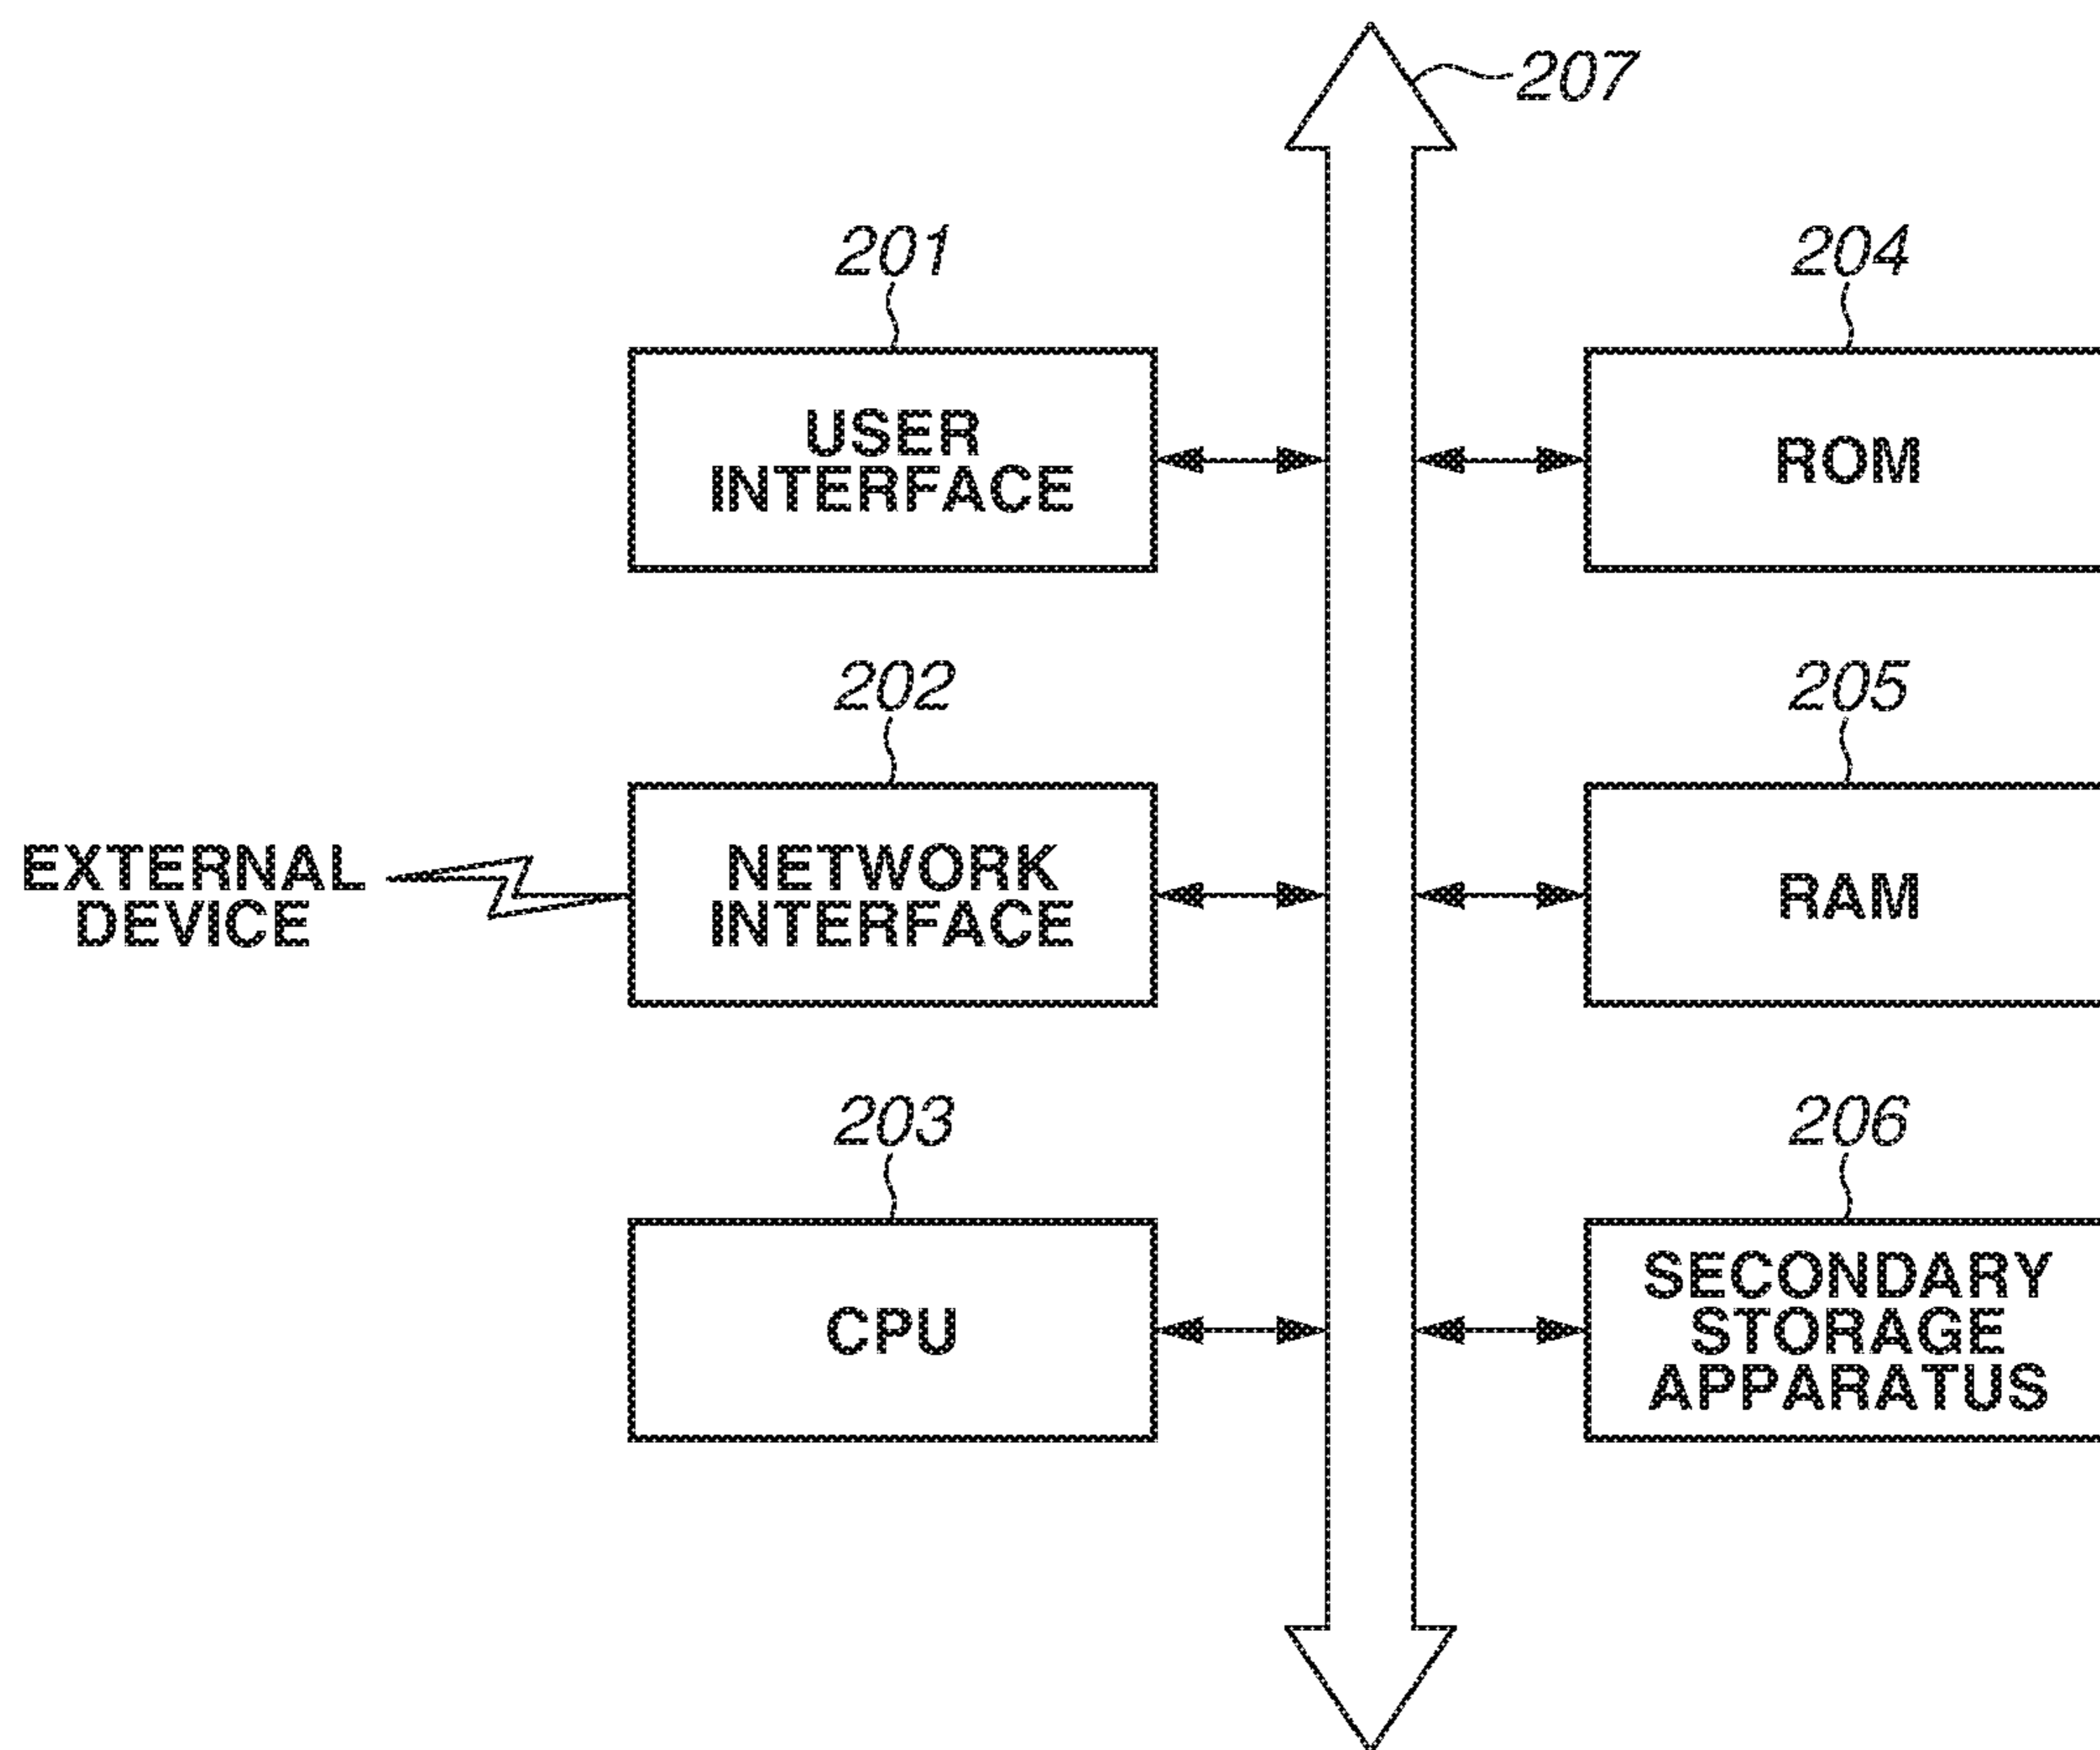 207
201
USER
INTERFACE
204
ROM
202
NETWORK
INTERFACE
EXTERNAL
DEVICE
205
RAM
203
CPU
206
SECONDARY
STORAGE
APPARATUS